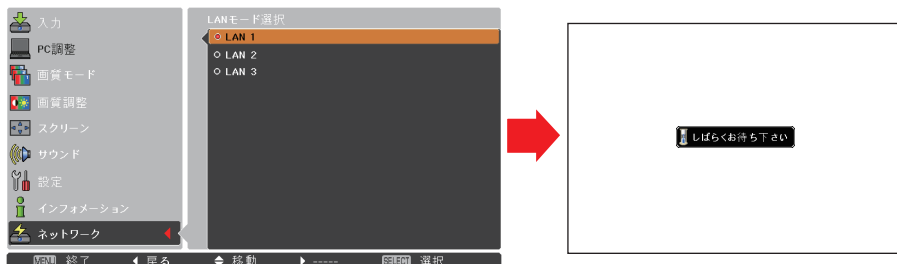 入力
PC調整
画質モード
画質調整
スクリーン
サウンド
設定
インフォメーション
ネットワーク
LANモード選択
LAN 1
LAN 2
LAN 3
MENU 終了 戻る 移動 ----- SELECT 選択
しばらくお待ち下さい